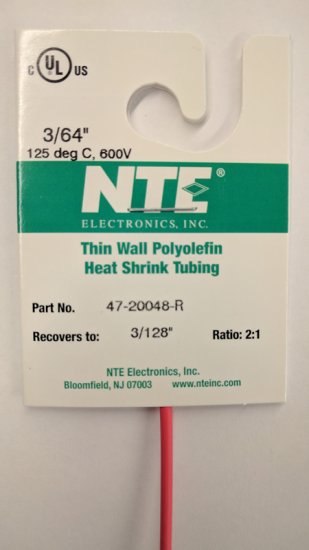 C UL US
3/64"
125 deg C, 600V
NTE®
ELECTRONICS, INC.
Thin Wall Polyolefin
Heat Shrink Tubing
Part No. 47-20048-R
Recovers to: 3/128" Ratio: 2:1
NTE Electronics, Inc.
Bloomfield, NJ 07003 www.nteinc.com